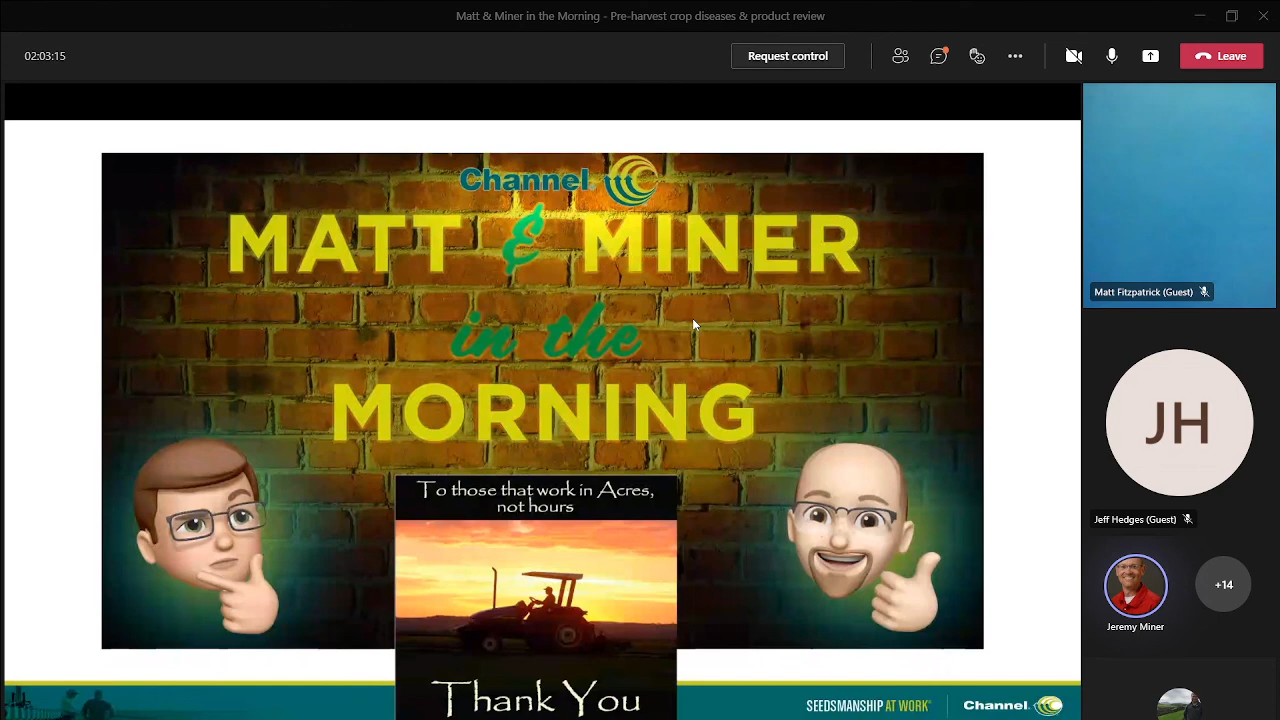 Matt & Miner in the Morning - Pre-harvest crop diseases & product review
02:03:15
Request control
Leave
Channel
MATT & MINER
in the
MORNING
To those that work in Acres,
not hours
Thank You
SEEDSMANSHIP AT WORK®
Channel
Matt Fitzpatrick (Guest)
JH
Jeff Hedges (Guest)
+14
Jeremy Miner